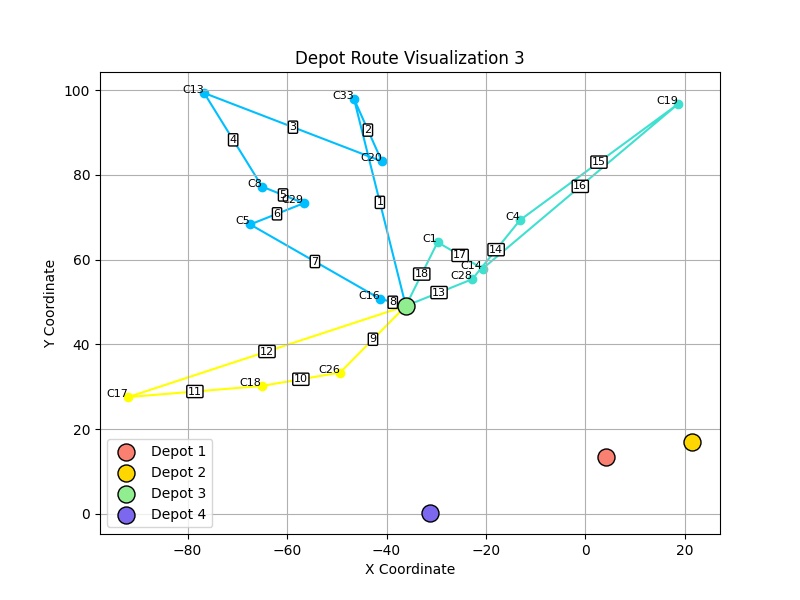 Depot Route Visualization 3
100
80
60
40
20
0
Y Coordinate
−80
−60
−40
−20
0
20
X Coordinate
C13
C33
C19
C20
C8
C29
C5
C4
C1
C14
C28
C16
C26
C18
C17
1
2
3
4
5
6
7
8
9
10
11
12
13
14
15
16
17
18
Depot 1
Depot 2
Depot 3
Depot 4